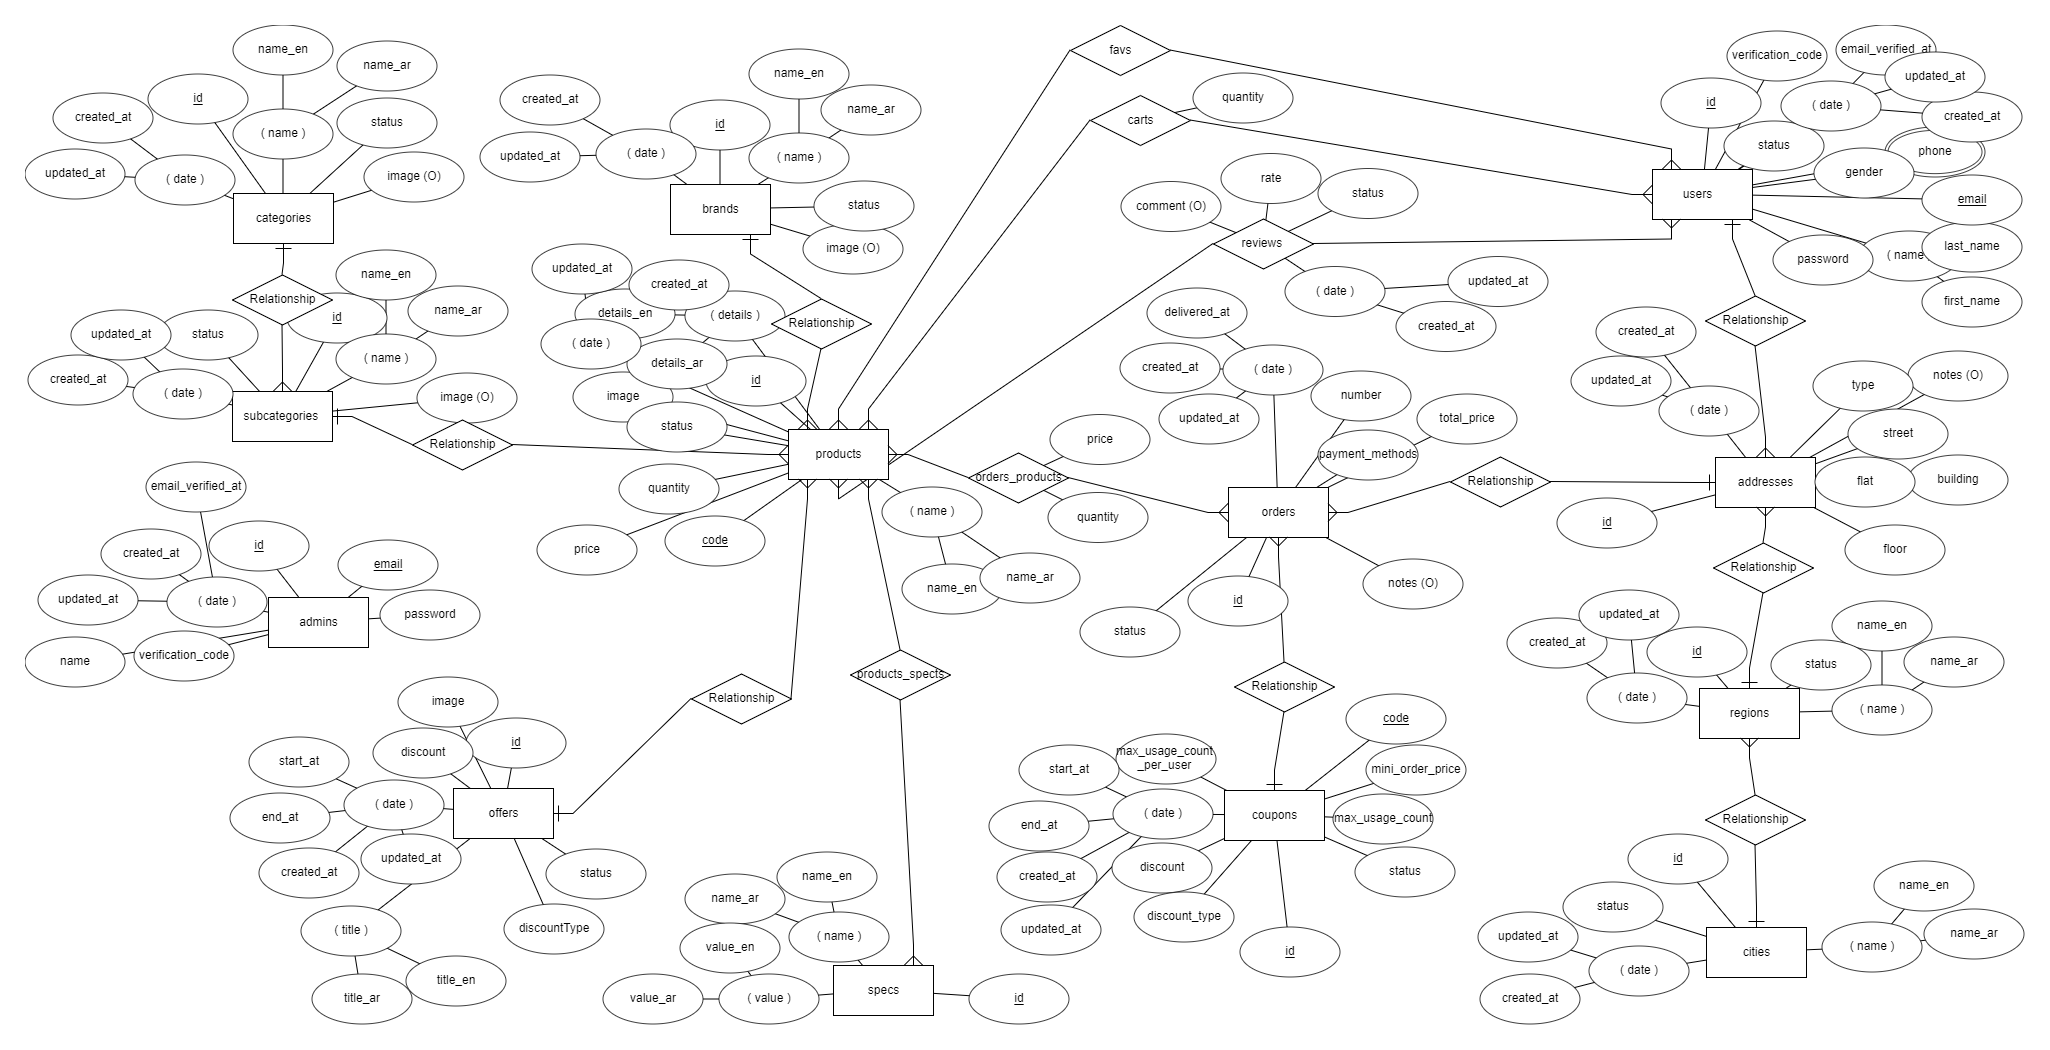 name_en
name_ar
id
created_at
( name )
status
updated_at
( date )
image (O)
categories
Relationship
name_en
id
name_ar
updated_at
status
( name )
created_at
( date )
image (O)
subcategories
Relationship
name_en
created_at
name_ar
id
updated_at
( date )
( name )
status
brands
image (O)
Relationship
updated_at
created_at
details_en
( details )
( date )
details_ar
id
image
status
products
quantity
price
code
( name )
name_en
name_ar
favs
carts
quantity
rate
comment (O)
status
reviews
( date )
updated_at
created_at
verification_code
email_verified_at
updated_at
id
( date )
created_at
status
phone
gender
users
email
last_name
( name
password
first_name
Relationship
delivered_at
created_at
( date )
updated_at
number
total_price
payment_methods
price
orders_products
quantity
orders
Relationship
status
id
notes (O)
created_at
updated_at
( date )
type
notes (O)
street
addresses
flat
building
id
floor
Relationship
email_verified_at
created_at
id
email
updated_at
( date )
password
admins
name
verification_code
image
Relationship
discount
id
start_at
( date )
end_at
offers
updated_at
created_at
status
( title )
discountType
title_en
title_ar
products_spects
name_en
name_ar
( name )
value_en
value_ar
( value )
specs
id
Relationship
code
max_usage_count
_per_user
start_at
mini_order_price
( date )
coupons
max_usage_count
end_at
discount
status
created_at
discount_type
updated_at
id
updated_at
name_en
created_at
id
status
name_ar
( date )
regions
( name )
Relationship
id
name_en
status
name_ar
updated_at
( name )
cities
( date )
created_at